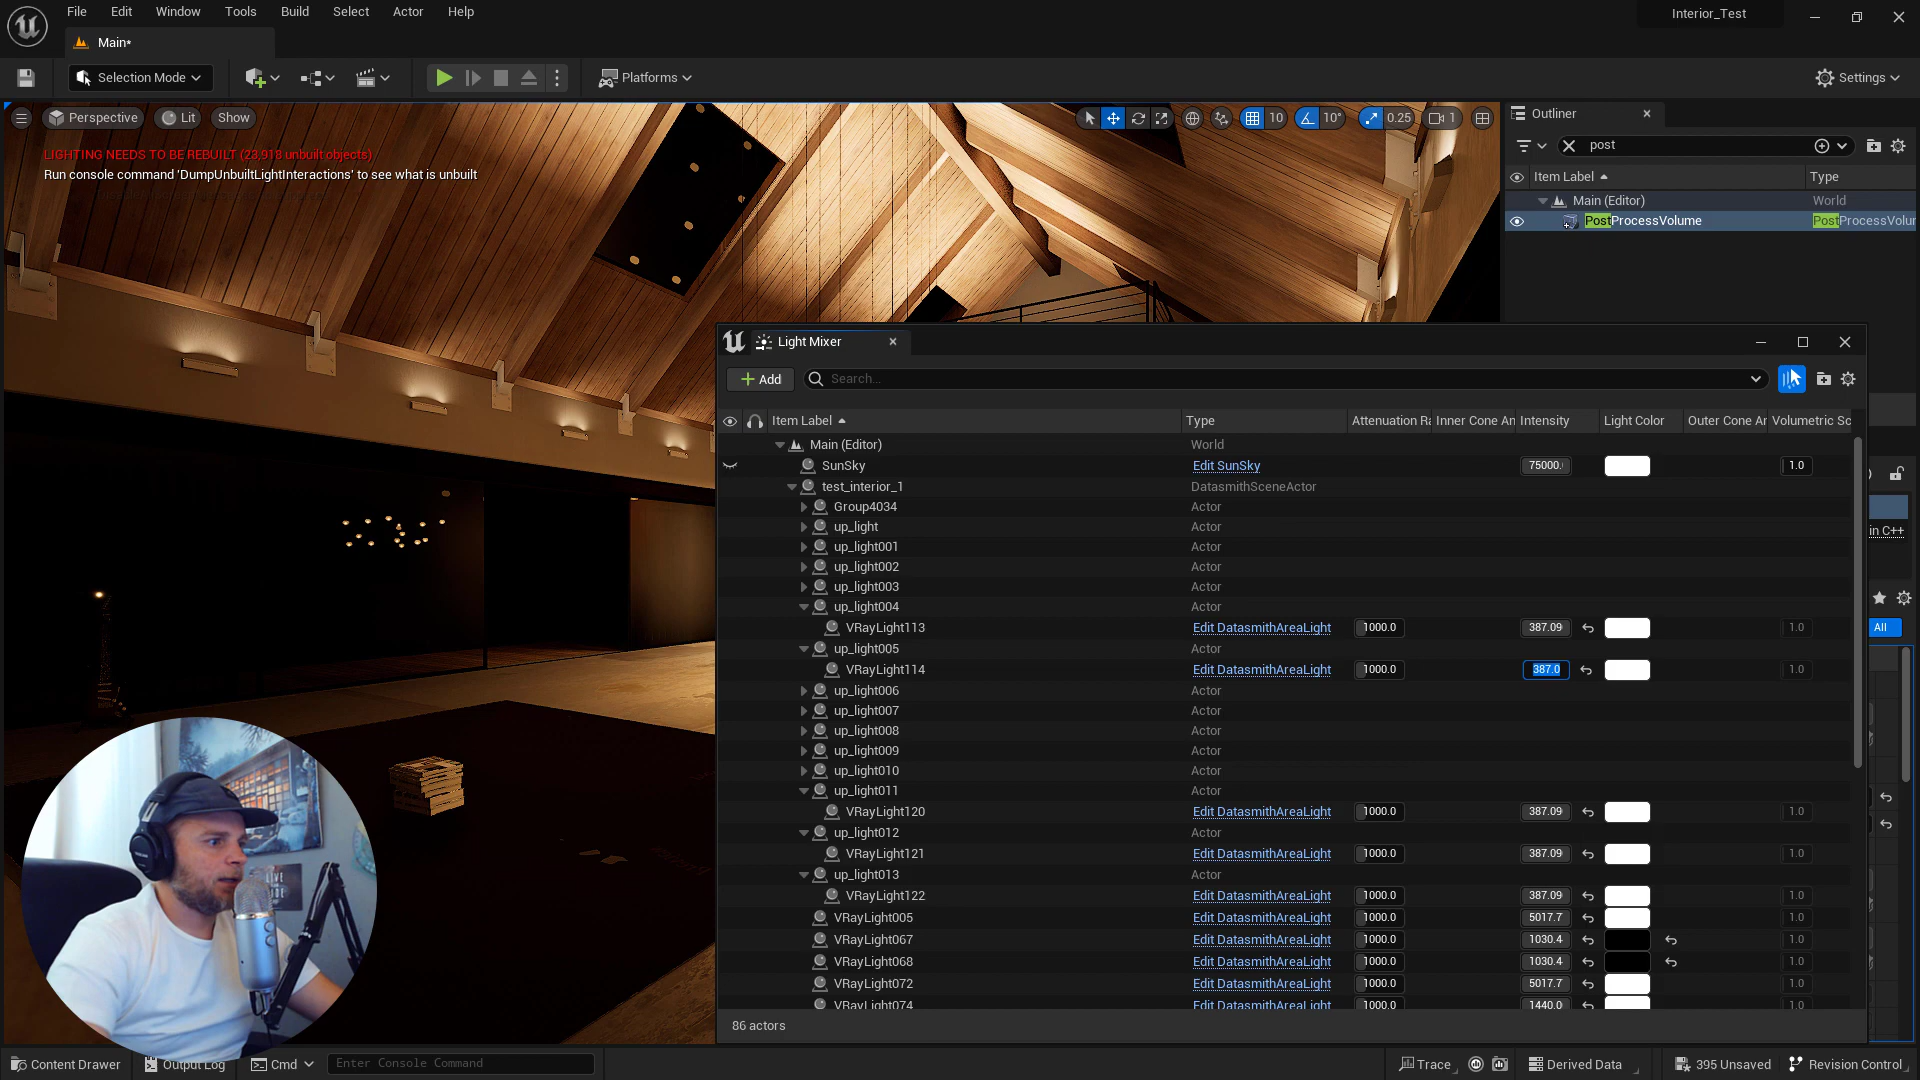 File Edit Window Tools Build Select Actor Help
Interior_Test
Main*
Selection Mode
Platforms
Settings
Perspective Lit Show
10 10° 0.25 1
Outliner
LIGHTING NEEDS TO BE REBUILT (23,918 unbuilt objects)
Run console command 'DumpUnbuiltLightInteractions' to see what is unbuilt
post
Item Label Type
Main (Editor) World
PostProcessVolume PostProcessVolur
Light Mixer
Add Search...
Item Label Type Attenuation Ra Inner Cone An Intensity Light Color Outer Cone Ar Volumetric Sc
Main (Editor) World
SunSky Edit SunSky 75000. 1.0
test_interior_1 DatasmithSceneActor
Group4034 Actor
up_light Actor
in C++
up_light001 Actor
up_light002 Actor
up_light003 Actor
up_light004 Actor
VRayLight113 Edit DatasmithAreaLight 1000.0 387.09 1.0
All
up_light005 Actor
VRayLight114 Edit DatasmithAreaLight 1000.0 387.0 1.0
up_light006 Actor
up_light007 Actor
up_light008 Actor
up_light009 Actor
up_light010 Actor
up_light011 Actor
VRayLight120 Edit DatasmithAreaLight 1000.0 387.09 1.0
up_light012 Actor
VRayLight121 Edit DatasmithAreaLight 1000.0 387.09 1.0
up_light013 Actor
VRayLight122 Edit DatasmithAreaLight 1000.0 387.09 1.0
VRayLight005 Edit DatasmithAreaLight 1000.0 5017.7 1.0
VRayLight067 Edit DatasmithAreaLight 1000.0 1030.4 1.0
VRayLight068 Edit DatasmithAreaLight 1000.0 1030.4 1.0
VRayLight072 Edit DatasmithAreaLight 1000.0 5017.7 1.0
VRayLight074 Edit DatasmithAreaLight 1000.0 1440.0 1.0
86 actors
Content Drawer Output Log Cmd Enter Console Command
Trace Derived Data 395 Unsaved Revision Control